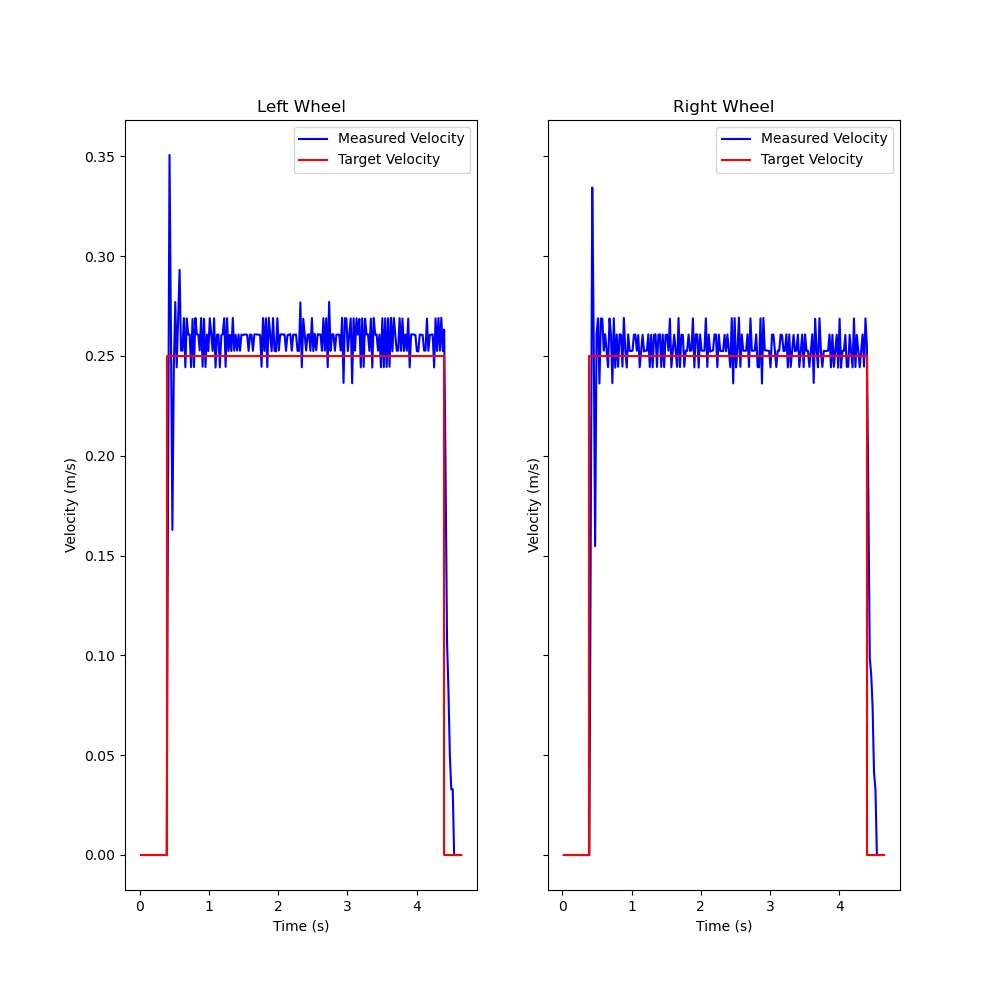 Left Wheel
Measured Velocity
Target Velocity
0.35
0.30
0.25
0.20
0.15
0.10
0.05
0.00
Velocity (m/s)
0 1 2 3 4
Time (s)
Right Wheel
Measured Velocity
Target Velocity
Velocity (m/s)
0 1 2 3 4
Time (s)